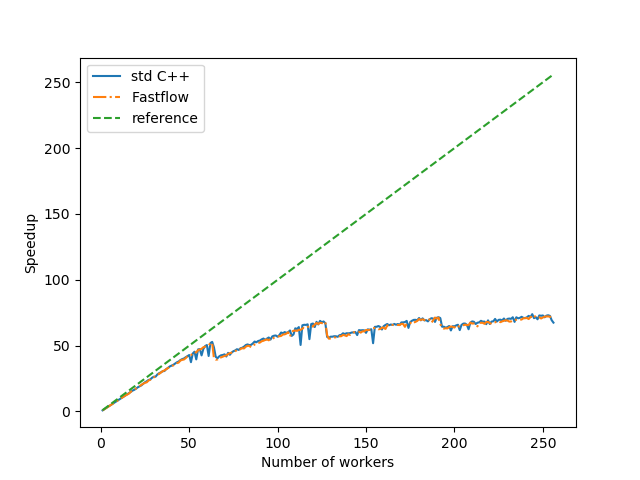 std C++
Fastflow
reference
Speedup
250
200
150
100
50
0
0 50 100 150 200 250
Number of workers